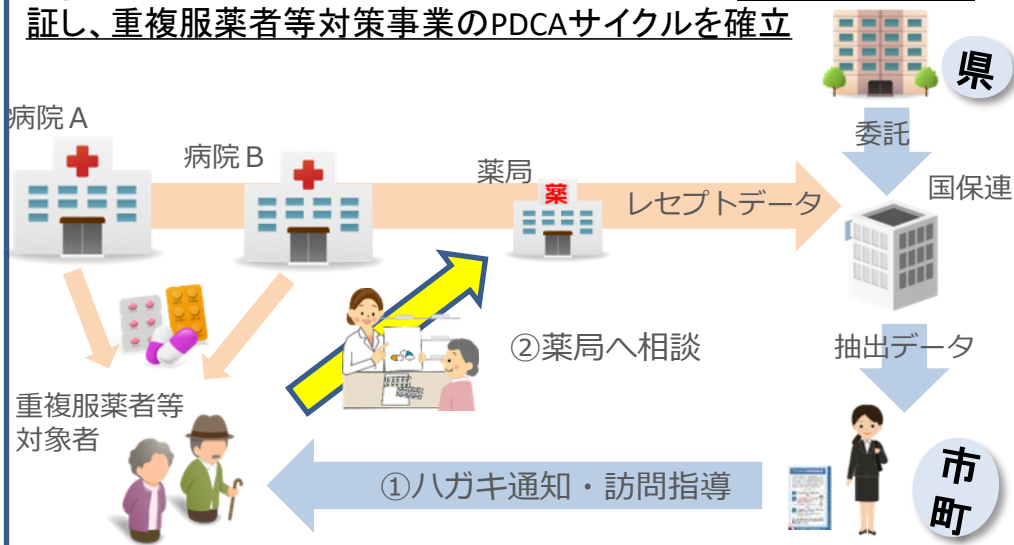 証し、重複服薬者等対策事業のPDCAサイクルを確立
県
病院A
病院B
薬局
薬
委託
国保連
レセプトデータ
②薬局へ相談
抽出データ
重複服薬者等
対象者
①ハガキ通知・訪問指導
市
町